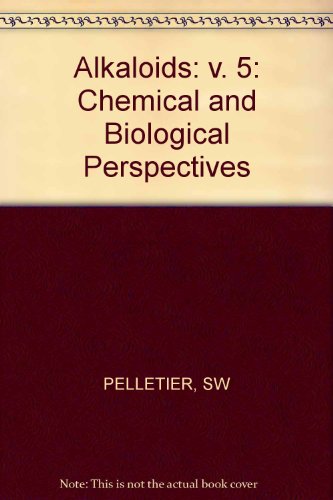 Alkaloids: v. 5:
Chemical and
Biological
Perspectives
PELLETIER, SW
Note: This is not the actual book cover